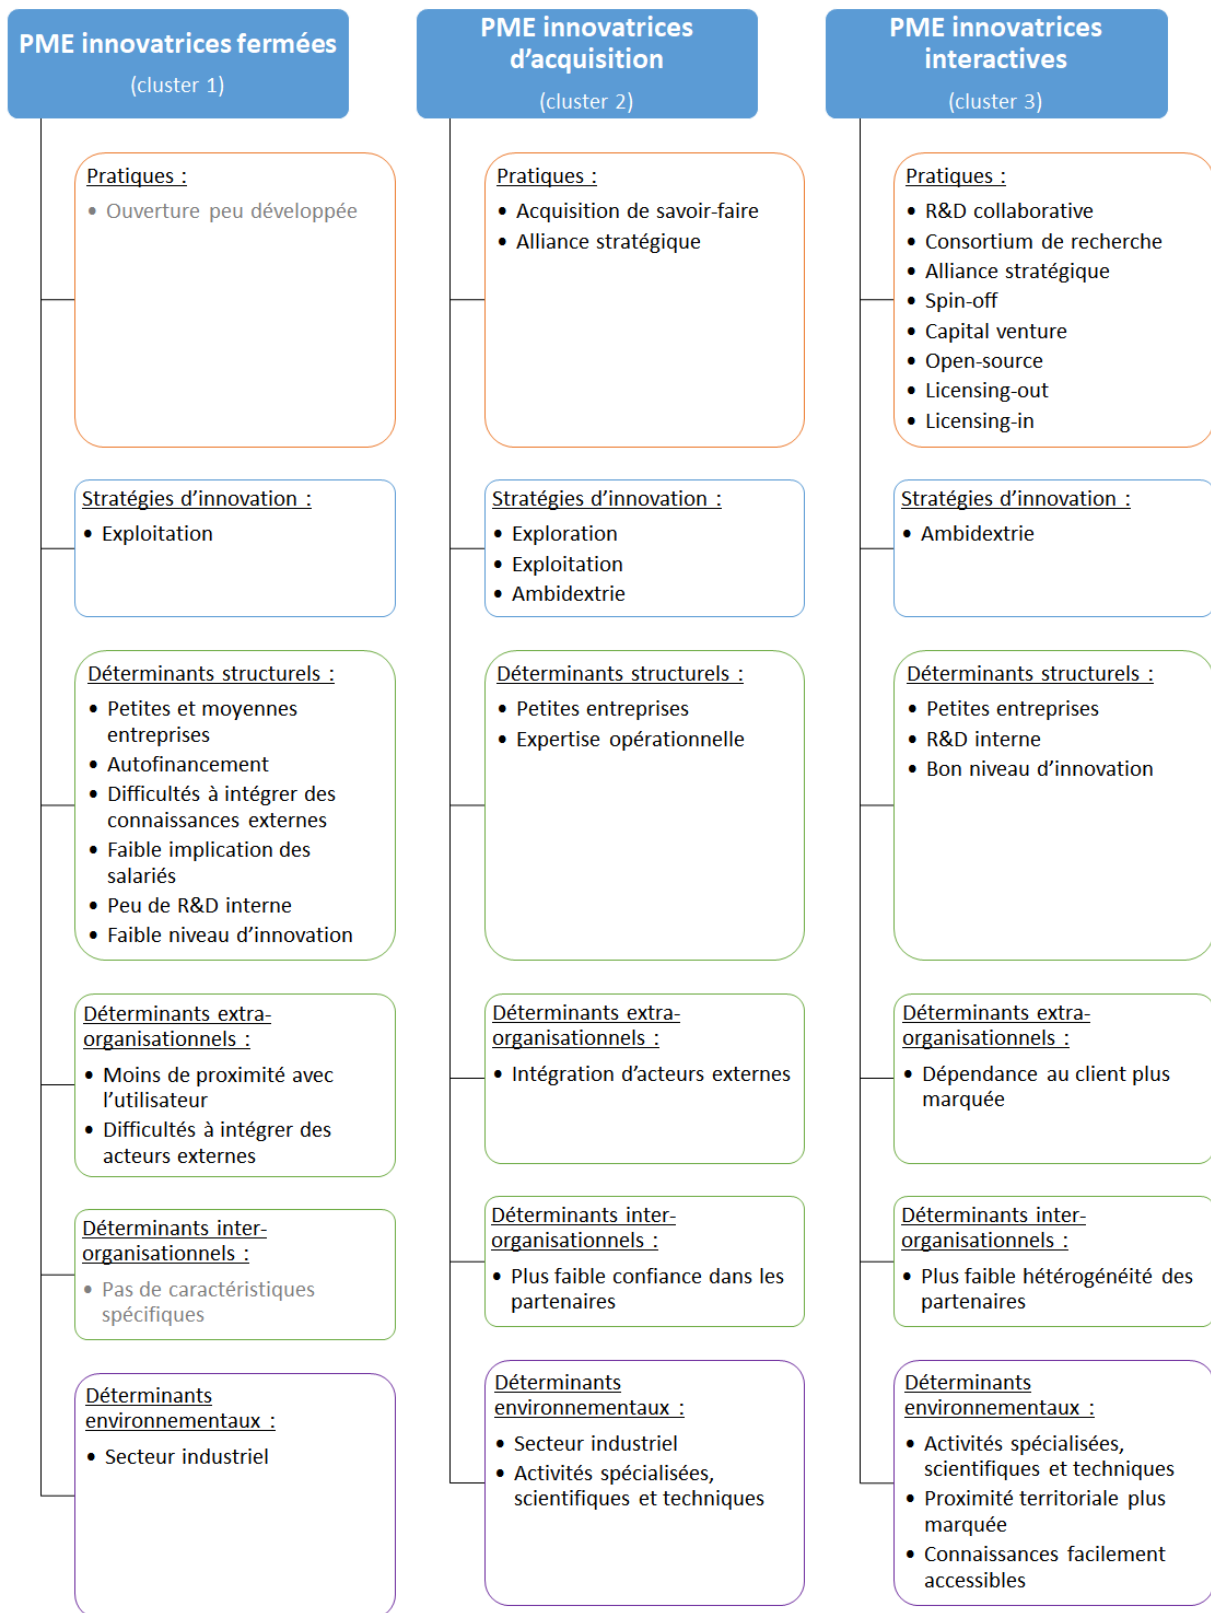 PME innovatrices fermées
(cluster 1)
Pratiques :
• Ouverture peu développée
Stratégies d'innovation :
• Exploitation
Déterminants structurels :
• Petites et moyennes
entreprises
• Autofinancement
• Difficultés à intégrer des
connaissances externes
• Faible implication des
salariés
• Peu de R&D interne
• Faible niveau d'innovation
Déterminants extra-
organisationnels :
• Moins de proximité avec
l'utilisateur
• Difficultés à intégrer des
acteurs externes
Déterminants inter-
organisationnels :
• Pas de caractéristiques
spécifiques
Déterminants
environnementaux :
• Secteur industriel
PME innovatrices
d'acquisition
(cluster 2)
Pratiques :
• Acquisition de savoir-faire
• Alliance stratégique
Stratégies d'innovation :
• Exploration
• Exploitation
• Ambidextrie
Déterminants structurels :
• Petites entreprises
• Expertise opérationnelle
Déterminants extra-
organisationnels :
• Intégration d'acteurs externes
Déterminants inter-
organisationnels :
• Plus faible confiance dans les
partenaires
Déterminants
environnementaux :
• Secteur industriel
• Activités spécialisées,
scientifiques et techniques
PME innovatrices
interactives
(cluster 3)
Pratiques :
• R&D collaborative
• Consortium de recherche
• Alliance stratégique
• Spin-off
• Capital venture
• Open-source
• Licensing-out
• Licensing-in
Stratégies d'innovation :
• Ambidextrie
Déterminants structurels :
• Petites entreprises
• R&D interne
• Bon niveau d'innovation
Déterminants extra-
organisationnels :
• Dépendance au client plus
marquée
Déterminants inter-
organisationnels :
• Plus faible hétérogénéité des
partenaires
Déterminants
environnementaux :
• Activités spécialisées,
scientifiques et techniques
• Proximité territoriale plus
marquée
• Connaissances facilement
accessibles